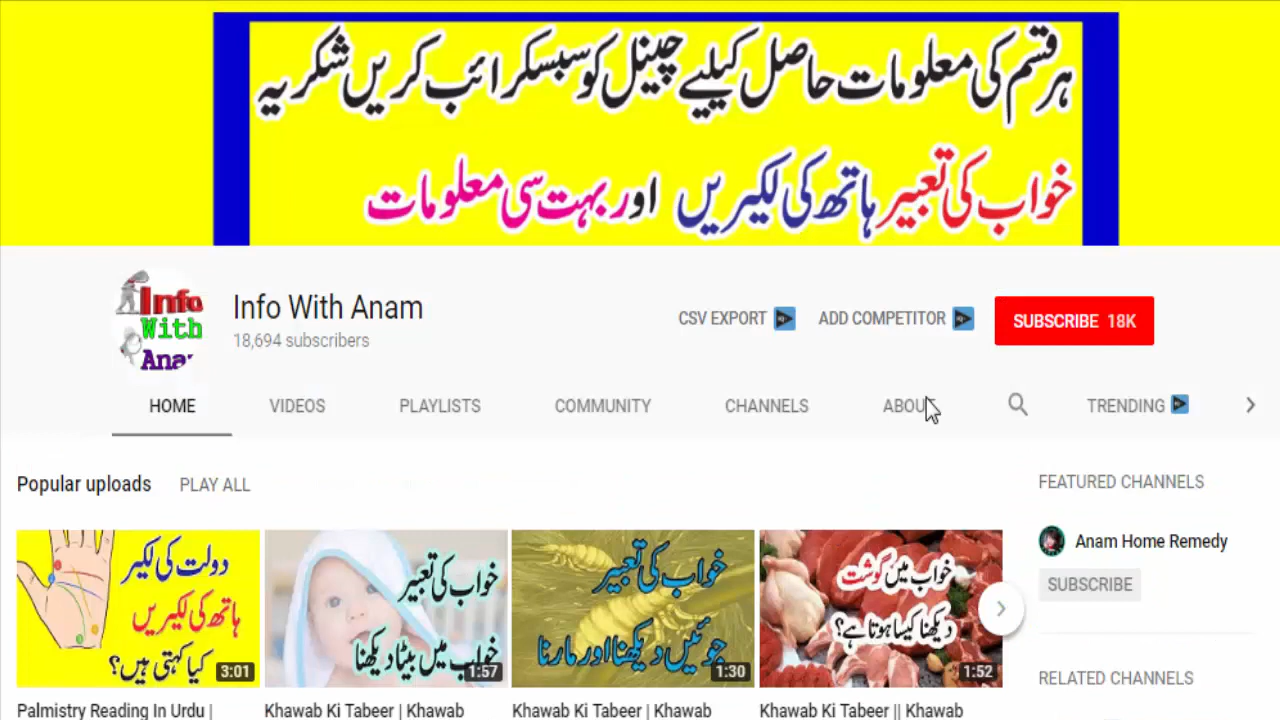 ہر قسم کی معلومات حاصل کیلیے چینل کو سبسکرائب کریں شکریہ
خواب کی تعبیر ہاتھ کی لکیریں اور بہت سی معلومات
Info
With
Ana
Info With Anam
18,694 subscribers
CSV EXPORT
ADD COMPETITOR
SUBSCRIBE 18K
HOME
VIDEOS
PLAYLISTS
COMMUNITY
CHANNELS
ABOU
TRENDING
Popular uploads
PLAY ALL
FEATURED CHANNELS
Anam Home Remedy
SUBSCRIBE
RELATED CHANNELS
دولت کی لکیر
ہاتھ کی لکیریں
کیا کہتی ہیں؟
3:01
Palmistry Reading In Urdu |
خواب کی تعبیر
خواب میں بیٹا دیکھنا
1:57
Khawab Ki Tabeer | Khawab
خواب کی تعبیر
جوئیں دیکھنا اور مارنا
1:30
Khawab Ki Tabeer | Khawab
خواب میں گوشت
دیکھنا کیسا ہوتا ہے؟
1:52
Khawab Ki Tabeer || Khawab